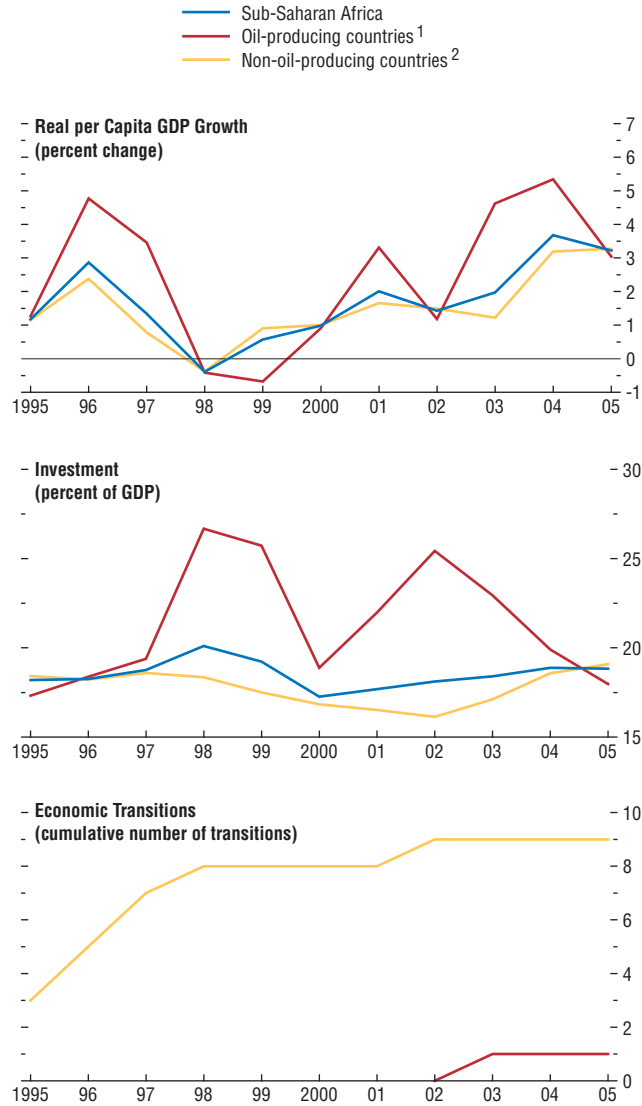 Sub-Saharan Africa
Oil-producing countries 1
Non-oil-producing countries 2
Real per Capita GDP Growth
(percent change)
7
6
5
4
3
2
1
0
-1
1995 96 97 98 99 2000 01 02 03 04 05
Investment
(percent of GDP)
30
25
20
15
1995 96 97 98 99 2000 01 02 03 04 05
Economic Transitions
(cumulative number of transitions)
10
8
6
4
2
0
1995 96 97 98 99 2000 01 02 03 04 05